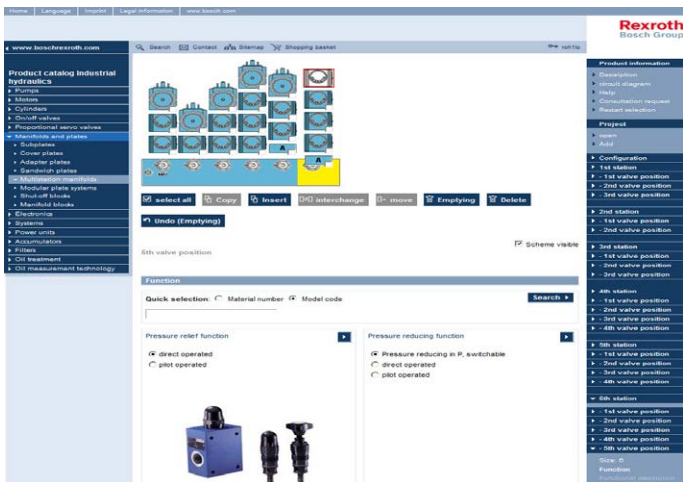 Home Language Imprint Legal information www.bosch.com
Rexroth
Bosch Group
www.boschrexroth.com
Search Contact Sitemap Shopping basket
Product catalog Industrial
hydraulics
Pumps
Motors
Cylinders
On/off valves
Proportional servo valves
Manifolds and plates
Subplates
Cover plates
Adapter plates
Sandwich plates
Multistation manifolds
Modular plate systems
Shut-off blocks
Manifold blocks
Electronics
Systems
Power units
Accumulators
Filters
Oil treatment
Oil measurement technology
A
A
select all Copy Insert interchange move Emptying Delete
Undo (Emptying)
Scheme visible
5th valve position
Function
Quick selection: Material number Model code
Search
Pressure relief function
direct operated
pilot operated
Pressure reducing function
Pressure reducing in P, switchable
direct operated
pilot operated
Product information
Description
circuit diagram
Help
Consultation request
Restart selection
Project
open
Add
Configuration
1st station
- 1st valve position
- 2nd valve position
- 3rd valve position
2nd station
- 1st valve position
- 2nd valve position
3rd station
- 1st valve position
- 2nd valve position
- 3rd valve position
4th station
- 1st valve position
- 2nd valve position
- 3rd valve position
- 4th valve position
5th station
- 1st valve position
- 2nd valve position
- 3rd valve position
- 4th valve position
6th station
- 1st valve position
- 2nd valve position
- 3rd valve position
- 4th valve position
- 5th valve position
Size: 6
Function